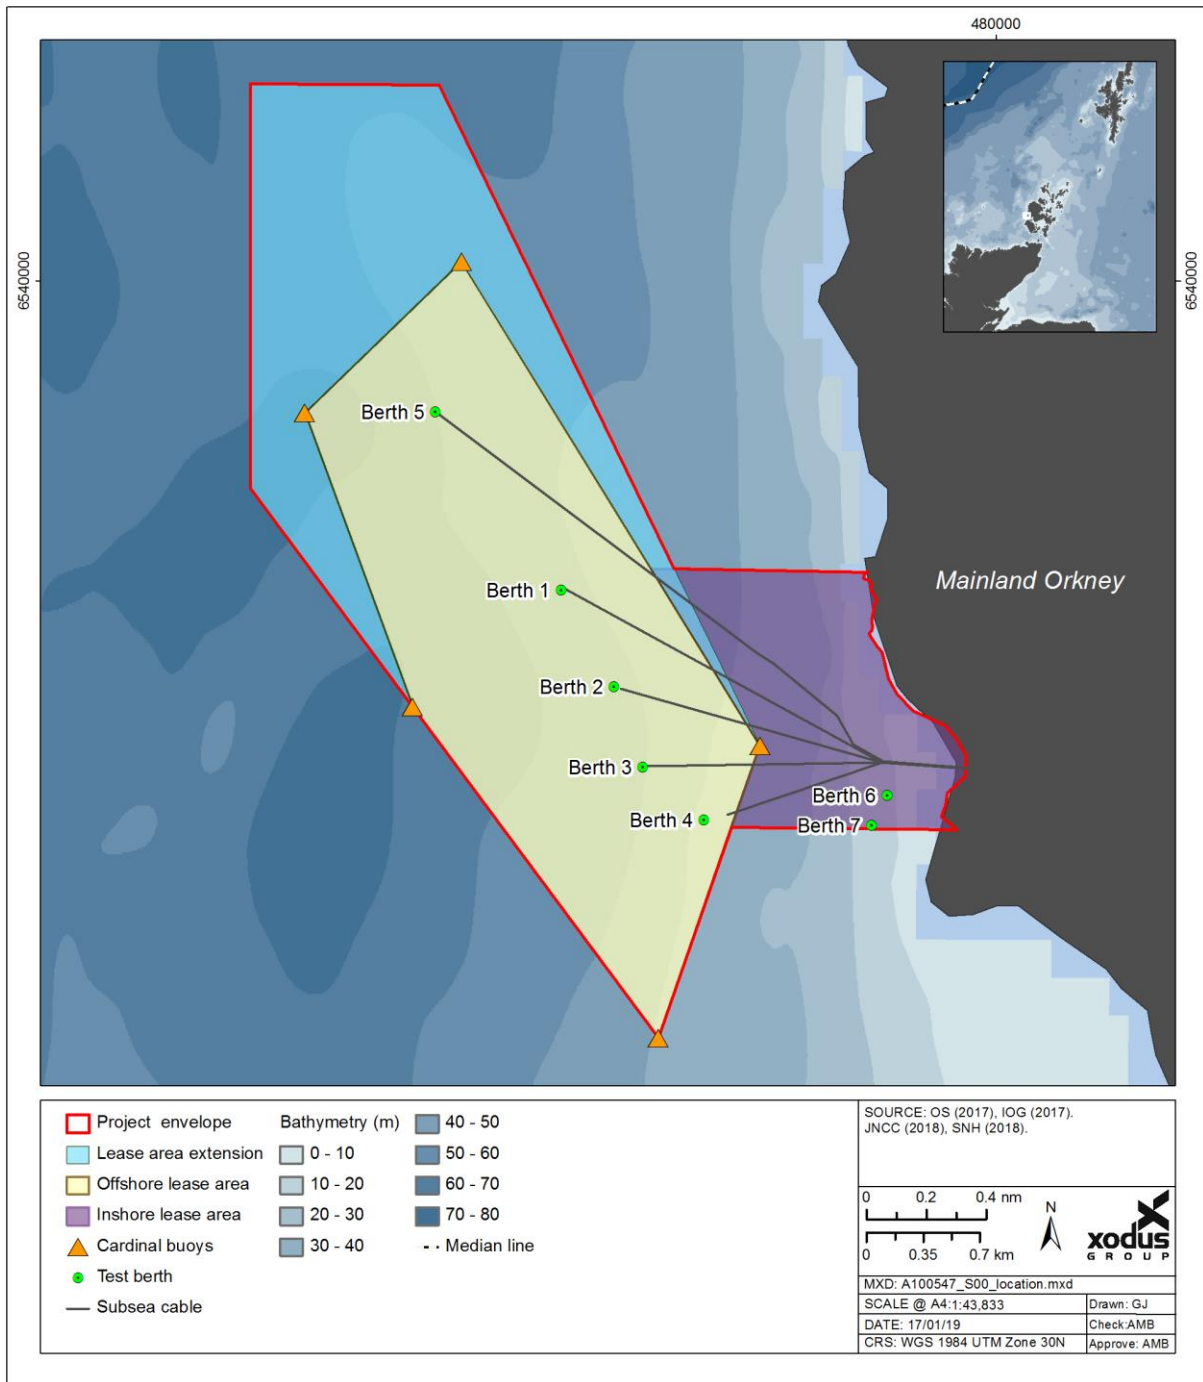 480000
6540000
6540000
Berth 5
Berth 1
Mainland Orkney
Berth 2
Berth 3
Berth 6
Berth 4
Berth 7
Project envelope
Lease area extension
Offshore lease area
Inshore lease area
Cardinal buoys
Test berth
Subsea cable
Bathymetry (m)
0 - 10
10 - 20
20 - 30
30 - 40
40 - 50
50 - 60
60 - 70
70 - 80
Median line
SOURCE: OS (2017), IOG (2017).
JNCC (2018), SNH (2018).
0 0.2 0.4 nm
0 0.35 0.7 km
N
xodus
GROUP
MXD: A100547_S00_location.mxd
SCALE @ A4:1:43,833
Drawn: GJ
DATE: 17/01/19
Check:AMB
CRS: WGS 1984 UTM Zone 30N
Approve: AMB